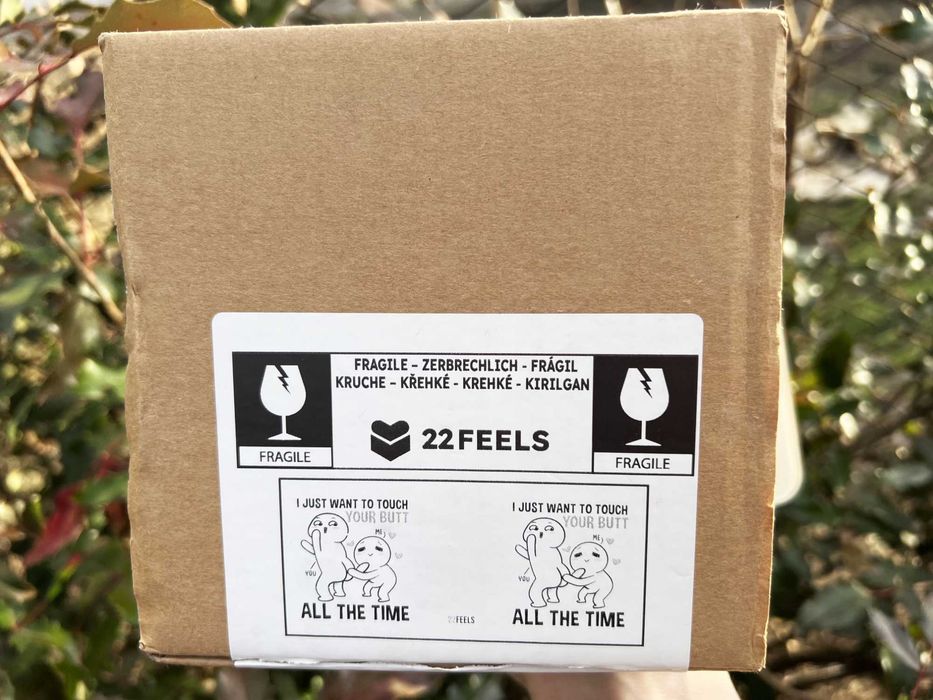 FRAGILE – ZERBRECHLICH - FRÁGIL
KRUCHE – KŘEHKÉ - KREHKÉ - KIRILGAN
FRAGILE
22FEELS
FRAGILE
I JUST WANT TO TOUCH
YOUR BUTT
ME
YOU
ALL THE TIME
22FEELS
I JUST WANT TO TOUCH
YOUR BUTT
ME
YOU
ALL THE TIME